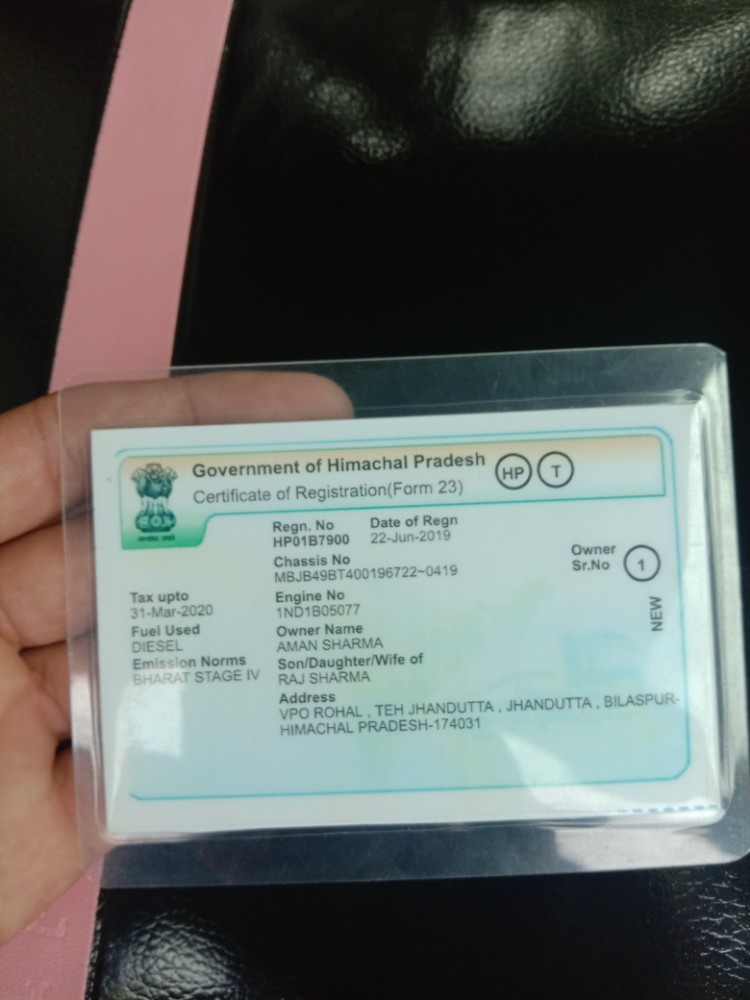 Government of Himachal Pradesh
Certificate of Registration(Form 23)
HP
T
Regn. No
HP01B7900
Date of Regn
22-Jun-2019
Chassis No
MBJB49BT400196722~0419
Owner
Sr.No
1
NEW
Tax upto
31-Mar-2020
Engine No
1ND1B05077
Fuel Used
DIESEL
Owner Name
AMAN SHARMA
Emission Norms
BHARAT STAGE IV
Son/Daughter/Wife of
RAJ SHARMA
Address
VPO ROHAL , TEH JHANDUTTA , JHANDUTTA , BILASPUR-
HIMACHAL PRADESH-174031